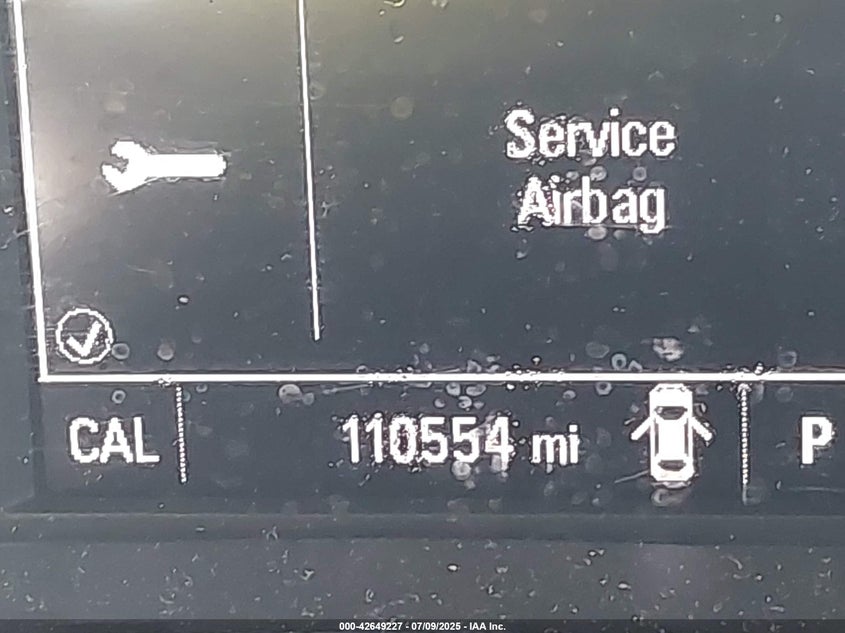 Service
Airbag
CAL 110554 mi P
000-42649227 - 07/09/2025 - IAA Inc.